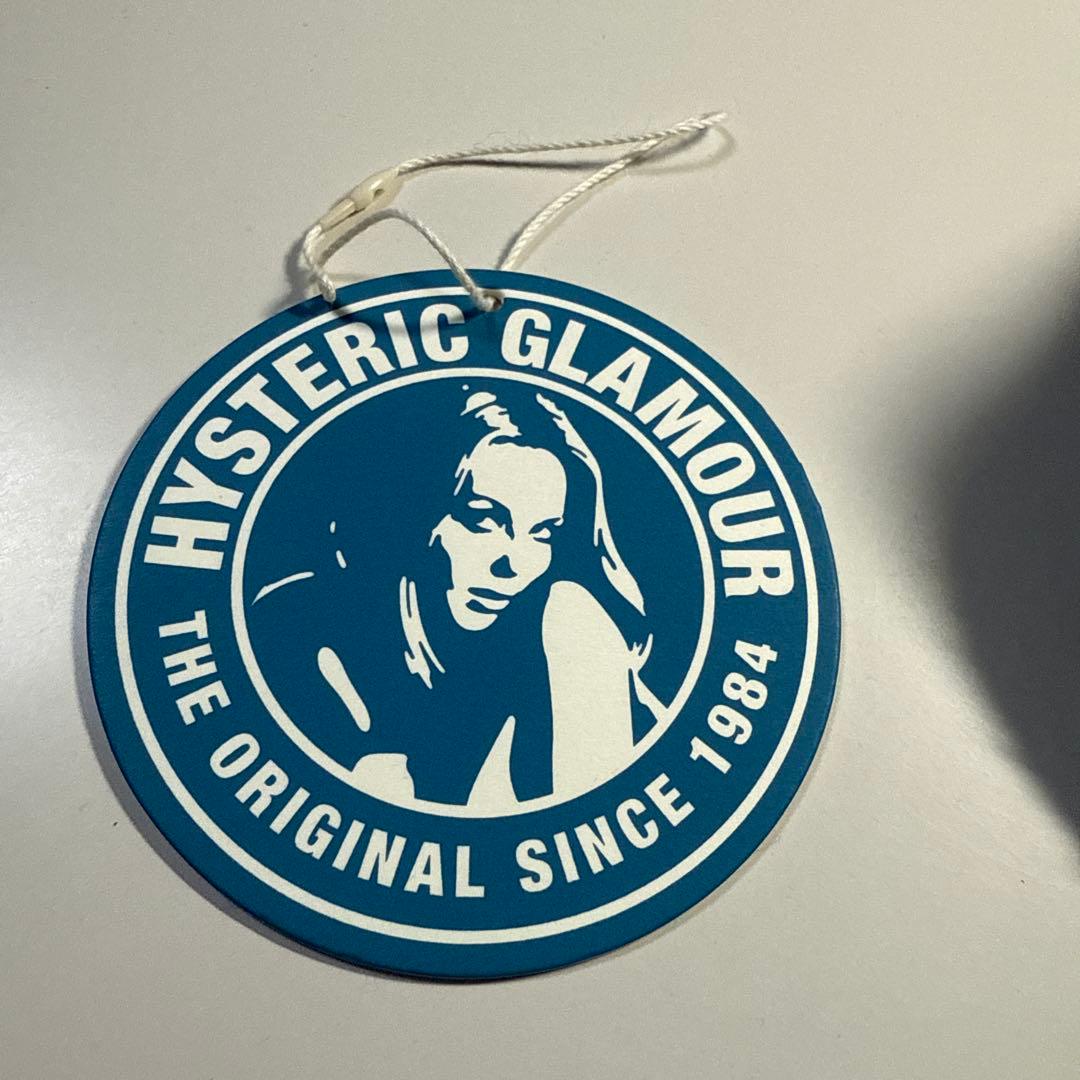 HYSTERIC GLAMOUR
THE ORIGINAL SINCE 1984